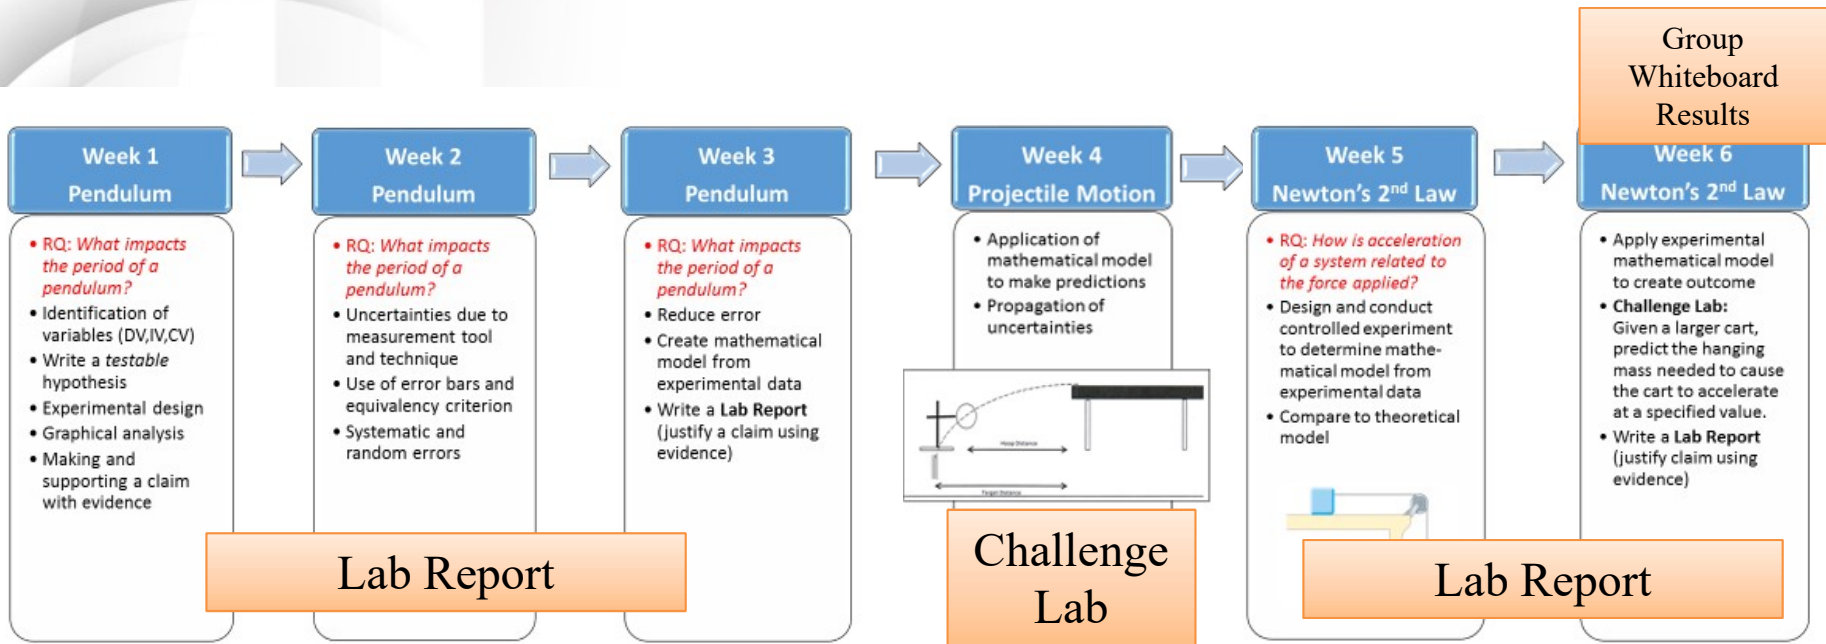 Group
Whiteboard
Results
Week 1
Pendulum
• RQ: What impacts
the period of a
pendulum?
• Identification of
variables (DV,IV,CV)
• Write a testable
hypothesis
• Experimental design
• Graphical analysis
• Making and
supporting a claim
with evidence
Week 2
Pendulum
• RQ: What impacts
the period of a
pendulum?
• Uncertainties due to
measurement tool
and technique
• Use of error bars and
equivalency criterion
• Systematic and
random errors
Week 3
Pendulum
• RQ: What impacts
the period of a
pendulum?
• Reduce error
• Create mathematical
model from
experimental data
• Write a Lab Report
(justify a claim using
evidence)
Lab Report
Week 4
Projectile Motion
• Application of
mathematical model
to make predictions
• Propagation of
uncertainties
Hoop Distance
Target Distance
Challenge
Lab
Week 5
Newton's 2nd Law
• RQ: How is acceleration
of a system related to
the force applied?
• Design and conduct
controlled experiment
to determine mathe-
matical model from
experimental data
• Compare to theoretical
model
Week 6
Newton's 2nd Law
• Apply experimental
mathematical model
to create outcome
• Challenge Lab:
Given a larger cart,
predict the hanging
mass needed to cause
the cart to accelerate
at a specified value.
• Write a Lab Report
(justify claim using
evidence)
Lab Report